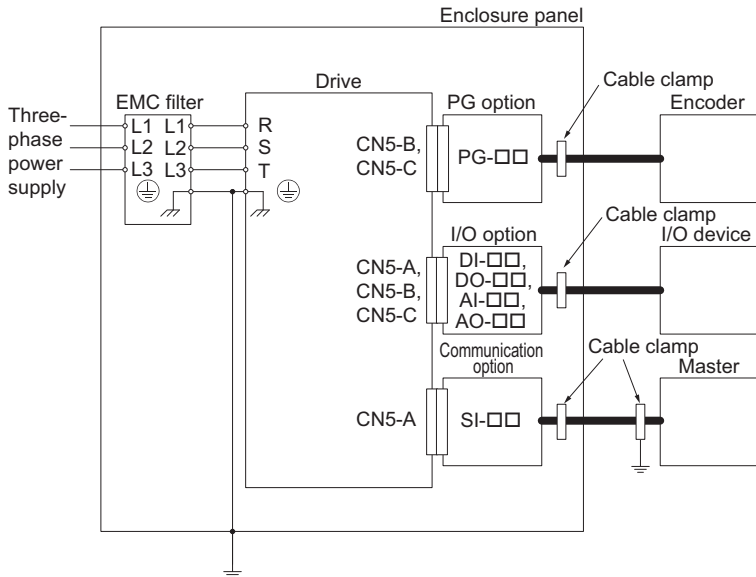 Enclosure panel
Drive
EMC filter
PG option
Cable clamp
Encoder
Three-
phase
power
supply
L1 L1
L2 L2
L3 L3
R
S
T
CN5-B,
CN5-C
PG-□□
Cable clamp
I/O option
I/O device
CN5-A,
CN5-B,
CN5-C
DI-□□,
DO-□□,
AI-□□,
AO-□□
Communication
option
Cable clamp
Master
CN5-A
SI-□□